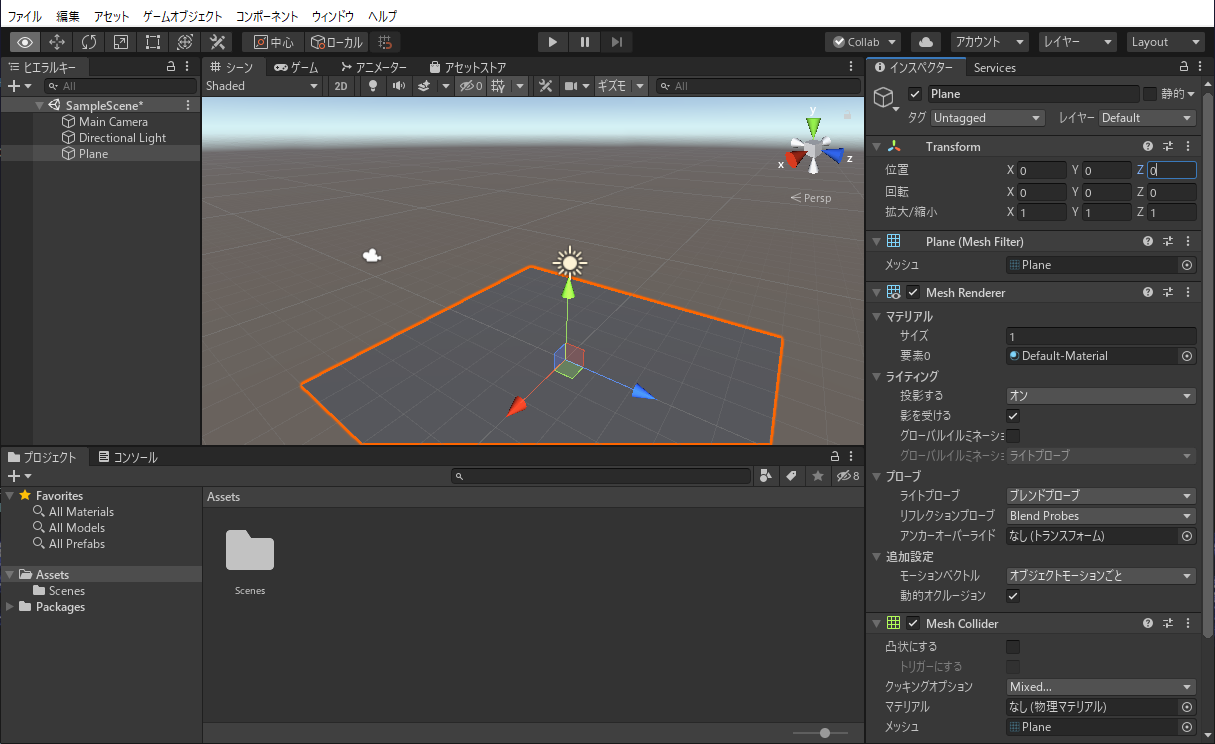 ファイル 編集 アセット ゲームオブジェクト コンポーネント ウィンドウ ヘルプ
中心 ローカル Collab アカウント レイヤー Layout
ヒエラルキー
All
SampleScene*
Main Camera
Directional Light
Plane
シーン ゲーム アニメーター アセットストア
Shaded 2D 0 ギズモ All
y
x
z
Persp
プロジェクト コンソール
8
Favorites
All Materials
All Models
All Prefabs
Assets
Scenes
Packages
Assets
Scenes
インスペクター Services
Plane 静的
タグ Untagged レイヤー Default
Transform
位置 X 0 Y 0 Z 0
回転 X 0 Y 0 Z 0
拡大/縮小 X 1 Y 1 Z 1
Plane (Mesh Filter)
メッシュ Plane
Mesh Renderer
マテリアル
サイズ 1
要素0 Default-Material
ライティング
投影する オン
影を受ける
グローバルイルミネーショ
グローバルイルミネーショ ライトプローブ
プローブ
ライトプローブ ブレンドプローブ
リフレクションプローブ Blend Probes
アンカーオーバーライド なし (トランスフォーム)
追加設定
モーションベクトル オブジェクトモーションごと
動的オクルージョン
Mesh Collider
凸状にする
トリガーにする
クッキングオプション Mixed...
マテリアル なし (物理マテリアル)
メッシュ Plane